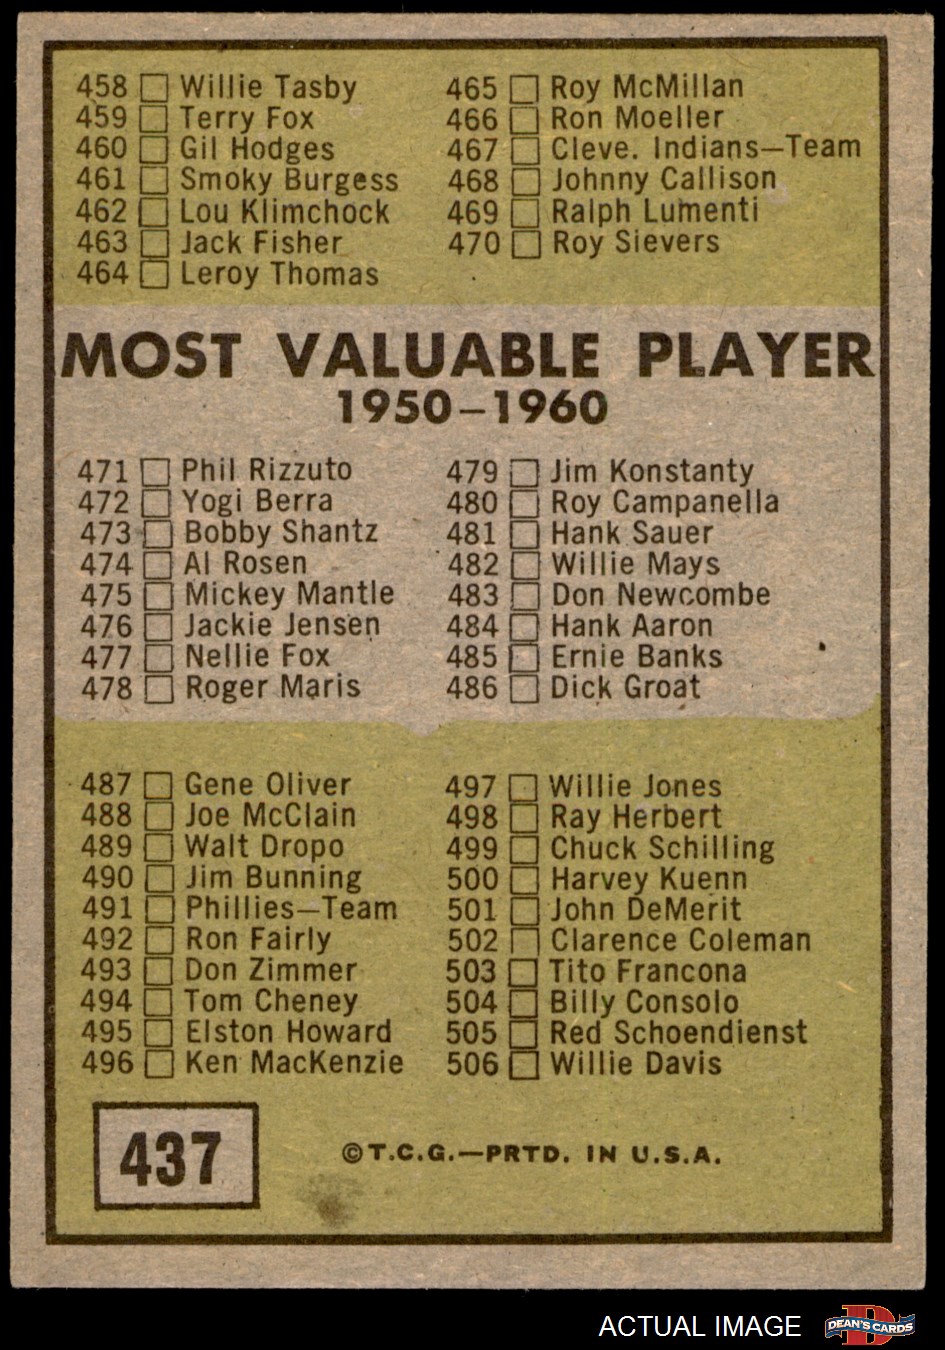 458 Willie Tasby
459 Terry Fox
460 Gil Hodges
461 Smoky Burgess
462 Lou Klimchock
463 Jack Fisher
464 Leroy Thomas
465 Roy McMillan
466 Ron Moeller
467 Cleve. Indians—Team
468 Johnny Callison
469 Ralph Lumenti
470 Roy Sievers
MOST VALUABLE PLAYER
1950–1960
471 Phil Rizzuto
472 Yogi Berra
473 Bobby Shantz
474 Al Rosen
475 Mickey Mantle
476 Jackie Jensen
477 Nellie Fox
478 Roger Maris
479 Jim Konstanty
480 Roy Campanella
481 Hank Sauer
482 Willie Mays
483 Don Newcombe
484 Hank Aaron
485 Ernie Banks
486 Dick Groat
487 Gene Oliver
488 Joe McClain
489 Walt Dropo
490 Jim Bunning
491 Phillies—Team
492 Ron Fairly
493 Don Zimmer
494 Tom Cheney
495 Elston Howard
496 Ken MacKenzie
497 Willie Jones
498 Ray Herbert
499 Chuck Schilling
500 Harvey Kuenn
501 John DeMerit
502 Clarence Coleman
503 Tito Francona
504 Billy Consolo
505 Red Schoendienst
506 Willie Davis
437
©T.C.G.—PRTD. IN U.S.A.
ACTUAL IMAGE
D
DEAN'S CARDS